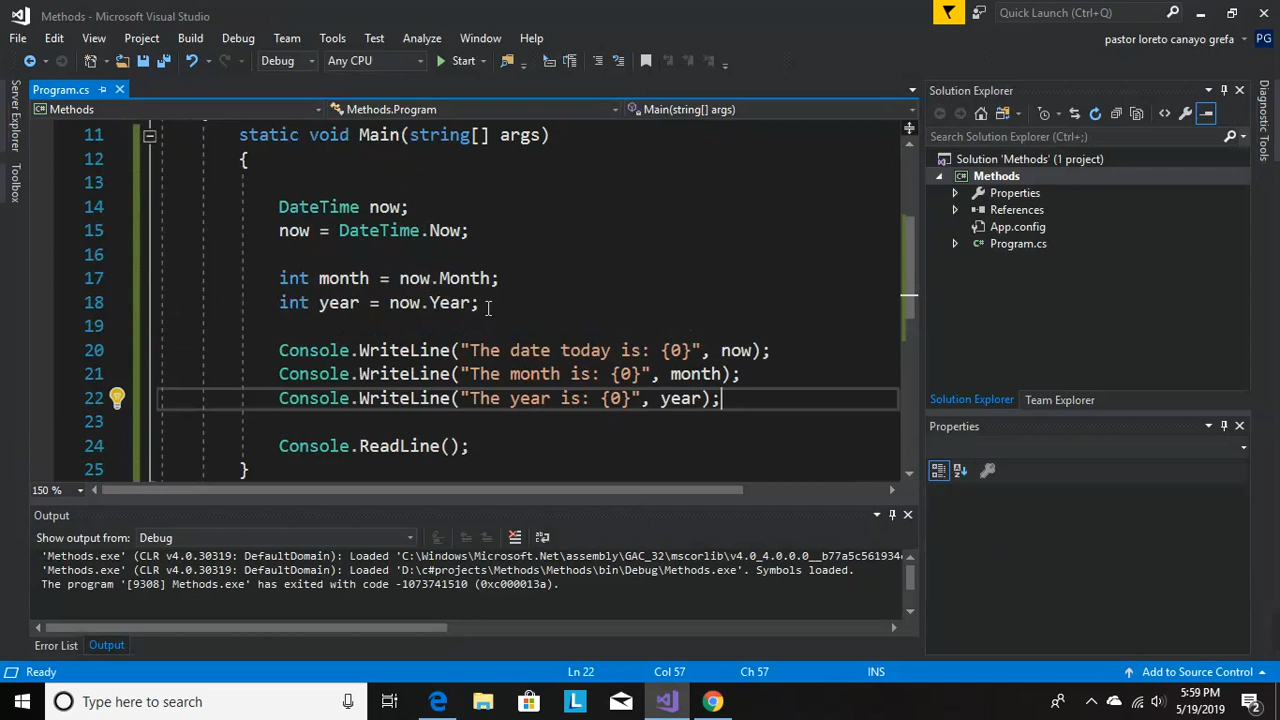 Methods - Microsoft Visual Studio
Quick Launch (Ctrl+Q)
File Edit View Project Build Debug Team Tools Test Analyze Window Help
pastor loreto canayo grefa PG
Debug Any CPU Start
Program.cs
Methods Methods.Program Main(string[] args)
Server Explorer
Toolbox
11 static void Main(string[] args)
12 {
13
14 DateTime now;
15 now = DateTime.Now;
16
17 int month = now.Month;
18 int year = now.Year;
19
20 Console.WriteLine("The date today is: {0}", now);
21 Console.WriteLine("The month is: {0}", month);
22 Console.WriteLine("The year is: {0}", year);
23
24 Console.ReadLine();
25 }
150 %
Solution Explorer
Search Solution Explorer (Ctrl+;)
Solution 'Methods' (1 project)
Methods
Properties
References
App.config
Program.cs
Solution Explorer Team Explorer
Properties
Diagnostic Tools
Output
Show output from: Debug
'Methods.exe' (CLR v4.0.30319: DefaultDomain): Loaded 'C:\Windows\Microsoft.Net\assembly\GAC_32\mscorlib\v4.0_4.0.0.0__b77a5c561934
'Methods.exe' (CLR v4.0.30319: DefaultDomain): Loaded 'D:\c#projects\Methods\Methods\bin\Debug\Methods.exe'. Symbols loaded.
The program '[9308] Methods.exe' has exited with code -1073741510 (0xc000013a).
Error List Output
Ready Ln 22 Col 57 Ch 57 INS Add to Source Control
Type here to search
5:59 PM
5/19/2019
2